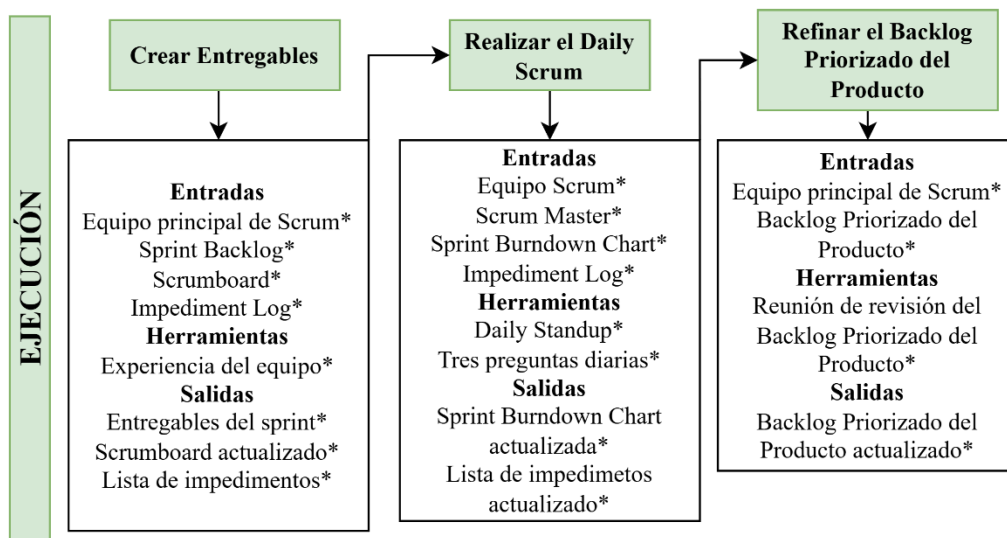 EJECUCIÓN
Crear Entregables
Entradas
Equipo principal de Scrum*
Sprint Backlog*
Scrumboard*
Impediment Log*
Herramientas
Experiencia del equipo*
Salidas
Entregables del sprint*
Scrumboard actualizado*
Lista de impedimentos*
Realizar el Daily
Scrum
Entradas
Equipo Scrum*
Scrum Master*
Sprint Burndown Chart*
Impediment Log*
Herramientas
Daily Standup*
Tres preguntas diarias*
Salidas
Sprint Burndown Chart
actualizada*
Lista de impedimetos
actualizado*
Refinar el Backlog
Priorizado del
Producto
Entradas
Equipo principal de Scrum*
Backlog Priorizado del
Producto*
Herramientas
Reunión de revisión del
Backlog Priorizado del
Producto*
Salidas
Backlog Priorizado del
Producto actualizado*